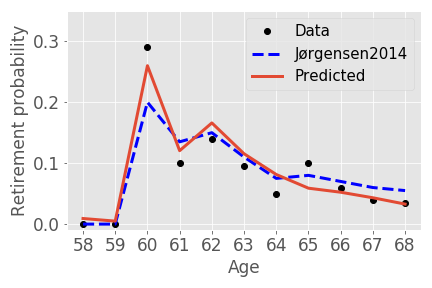 Data
Jørgensen2014
Predicted
Retirement probability
0.3
0.2
0.1
0.0
58 59 60 61 62 63 64 65 66 67 68
Age